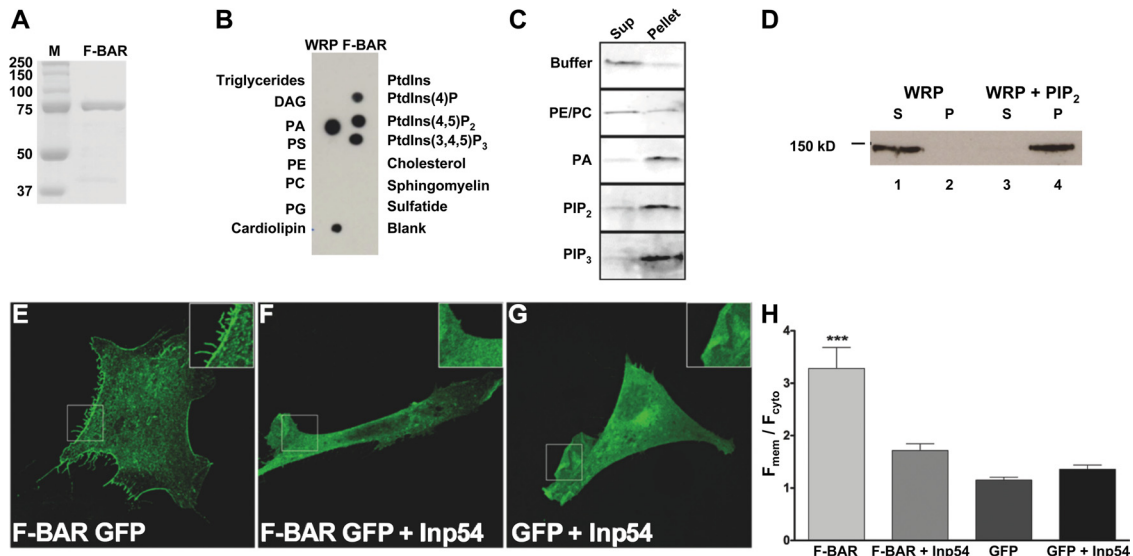 A
M F-BAR
250
150
100
75
50
37
B
WRP F-BAR
Triglycerides
DAG
PA
PS
PE
PC
PG
Cardiolipin
PtdIns
PtdIns(4)P
PtdIns(4,5)P2
PtdIns(3,4,5)P3
Cholesterol
Sphingomyelin
Sulfatide
Blank
C
Sup Pellet
Buffer
PE/PC
PA
PIP2
PIP3
D
WRP WRP + PIP2
S P S P
150 kD
1 2 3 4
E
F-BAR GFP
F
F-BAR GFP + Inp54
G
GFP + Inp54
H
Fmem / Fcyto
4
3
2
1
0
***
F-BAR F-BAR + Inp54 GFP GFP + Inp54